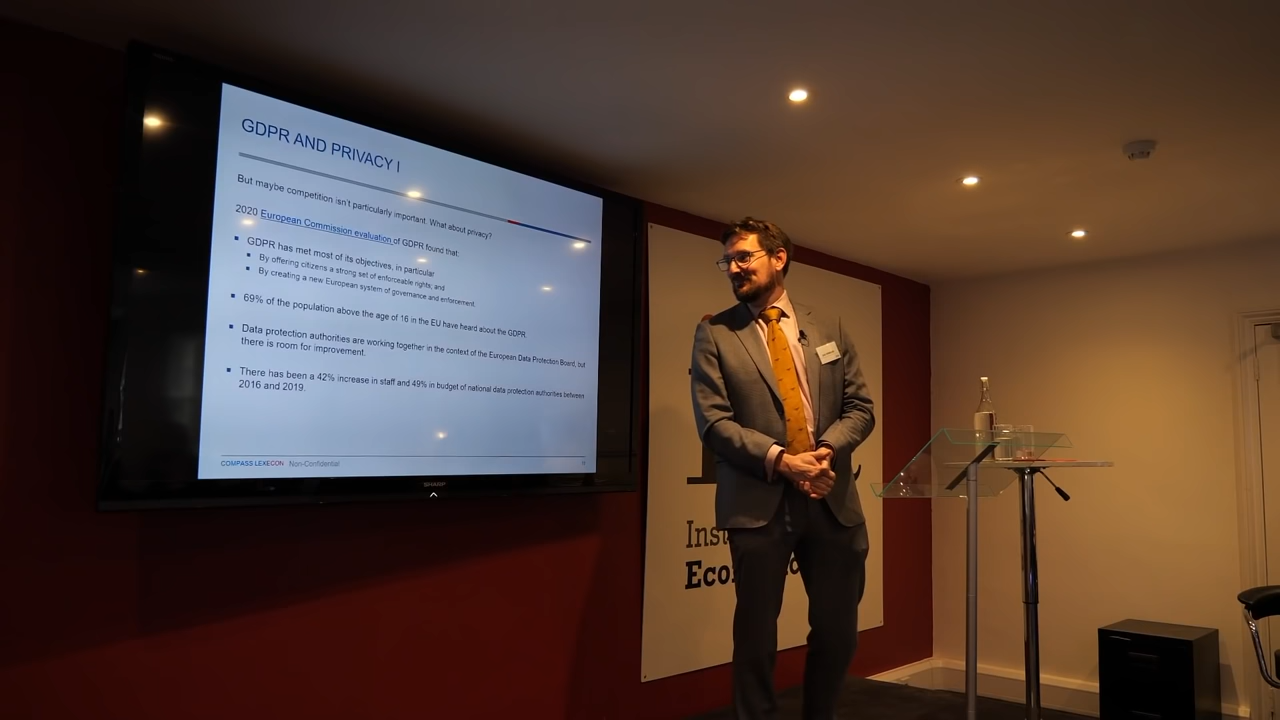 GDPR AND PRIVACY I
But maybe competition isn't particularly important. What about privacy?
2020 European Commission evaluation of GDPR found that:
GDPR has met most of its objectives, in particular
By offering citizens a strong set of enforceable rights; and
By creating a new European system of governance and enforcement.
69% of the population above the age of 16 in the EU have heard about the GDPR.
Data protection authorities are working together in the context of the European Data Protection Board, but
there is room for improvement.
There has been a 42% increase in staff and 49% in budget of national data protection authorities between
2016 and 2019.
COMPASS LEXECON Non-Confidential
SHARP
Inst
Eco